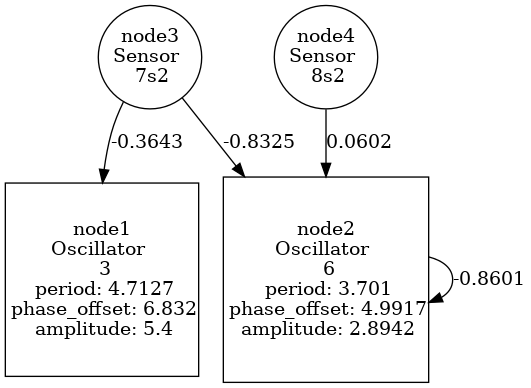 node3
Sensor
7s2
node4
Sensor
8s2
-0.3643
-0.8325
0.0602
node1
Oscillator
3
period: 4.7127
phase_offset: 6.832
amplitude: 5.4
node2
Oscillator
6
period: 3.701
phase_offset: 4.9917
amplitude: 2.8942
-0.8601